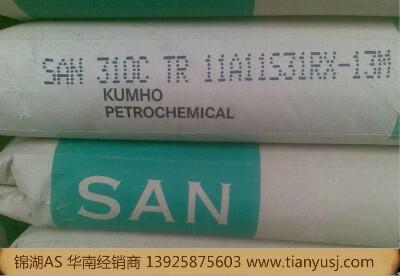 SAN 310C TR 11A11S31RX-13M
KUMHO
PETROCHEMICAL
SAN
锦湖AS 华南经销商 13925875603 www.tianyusj.com